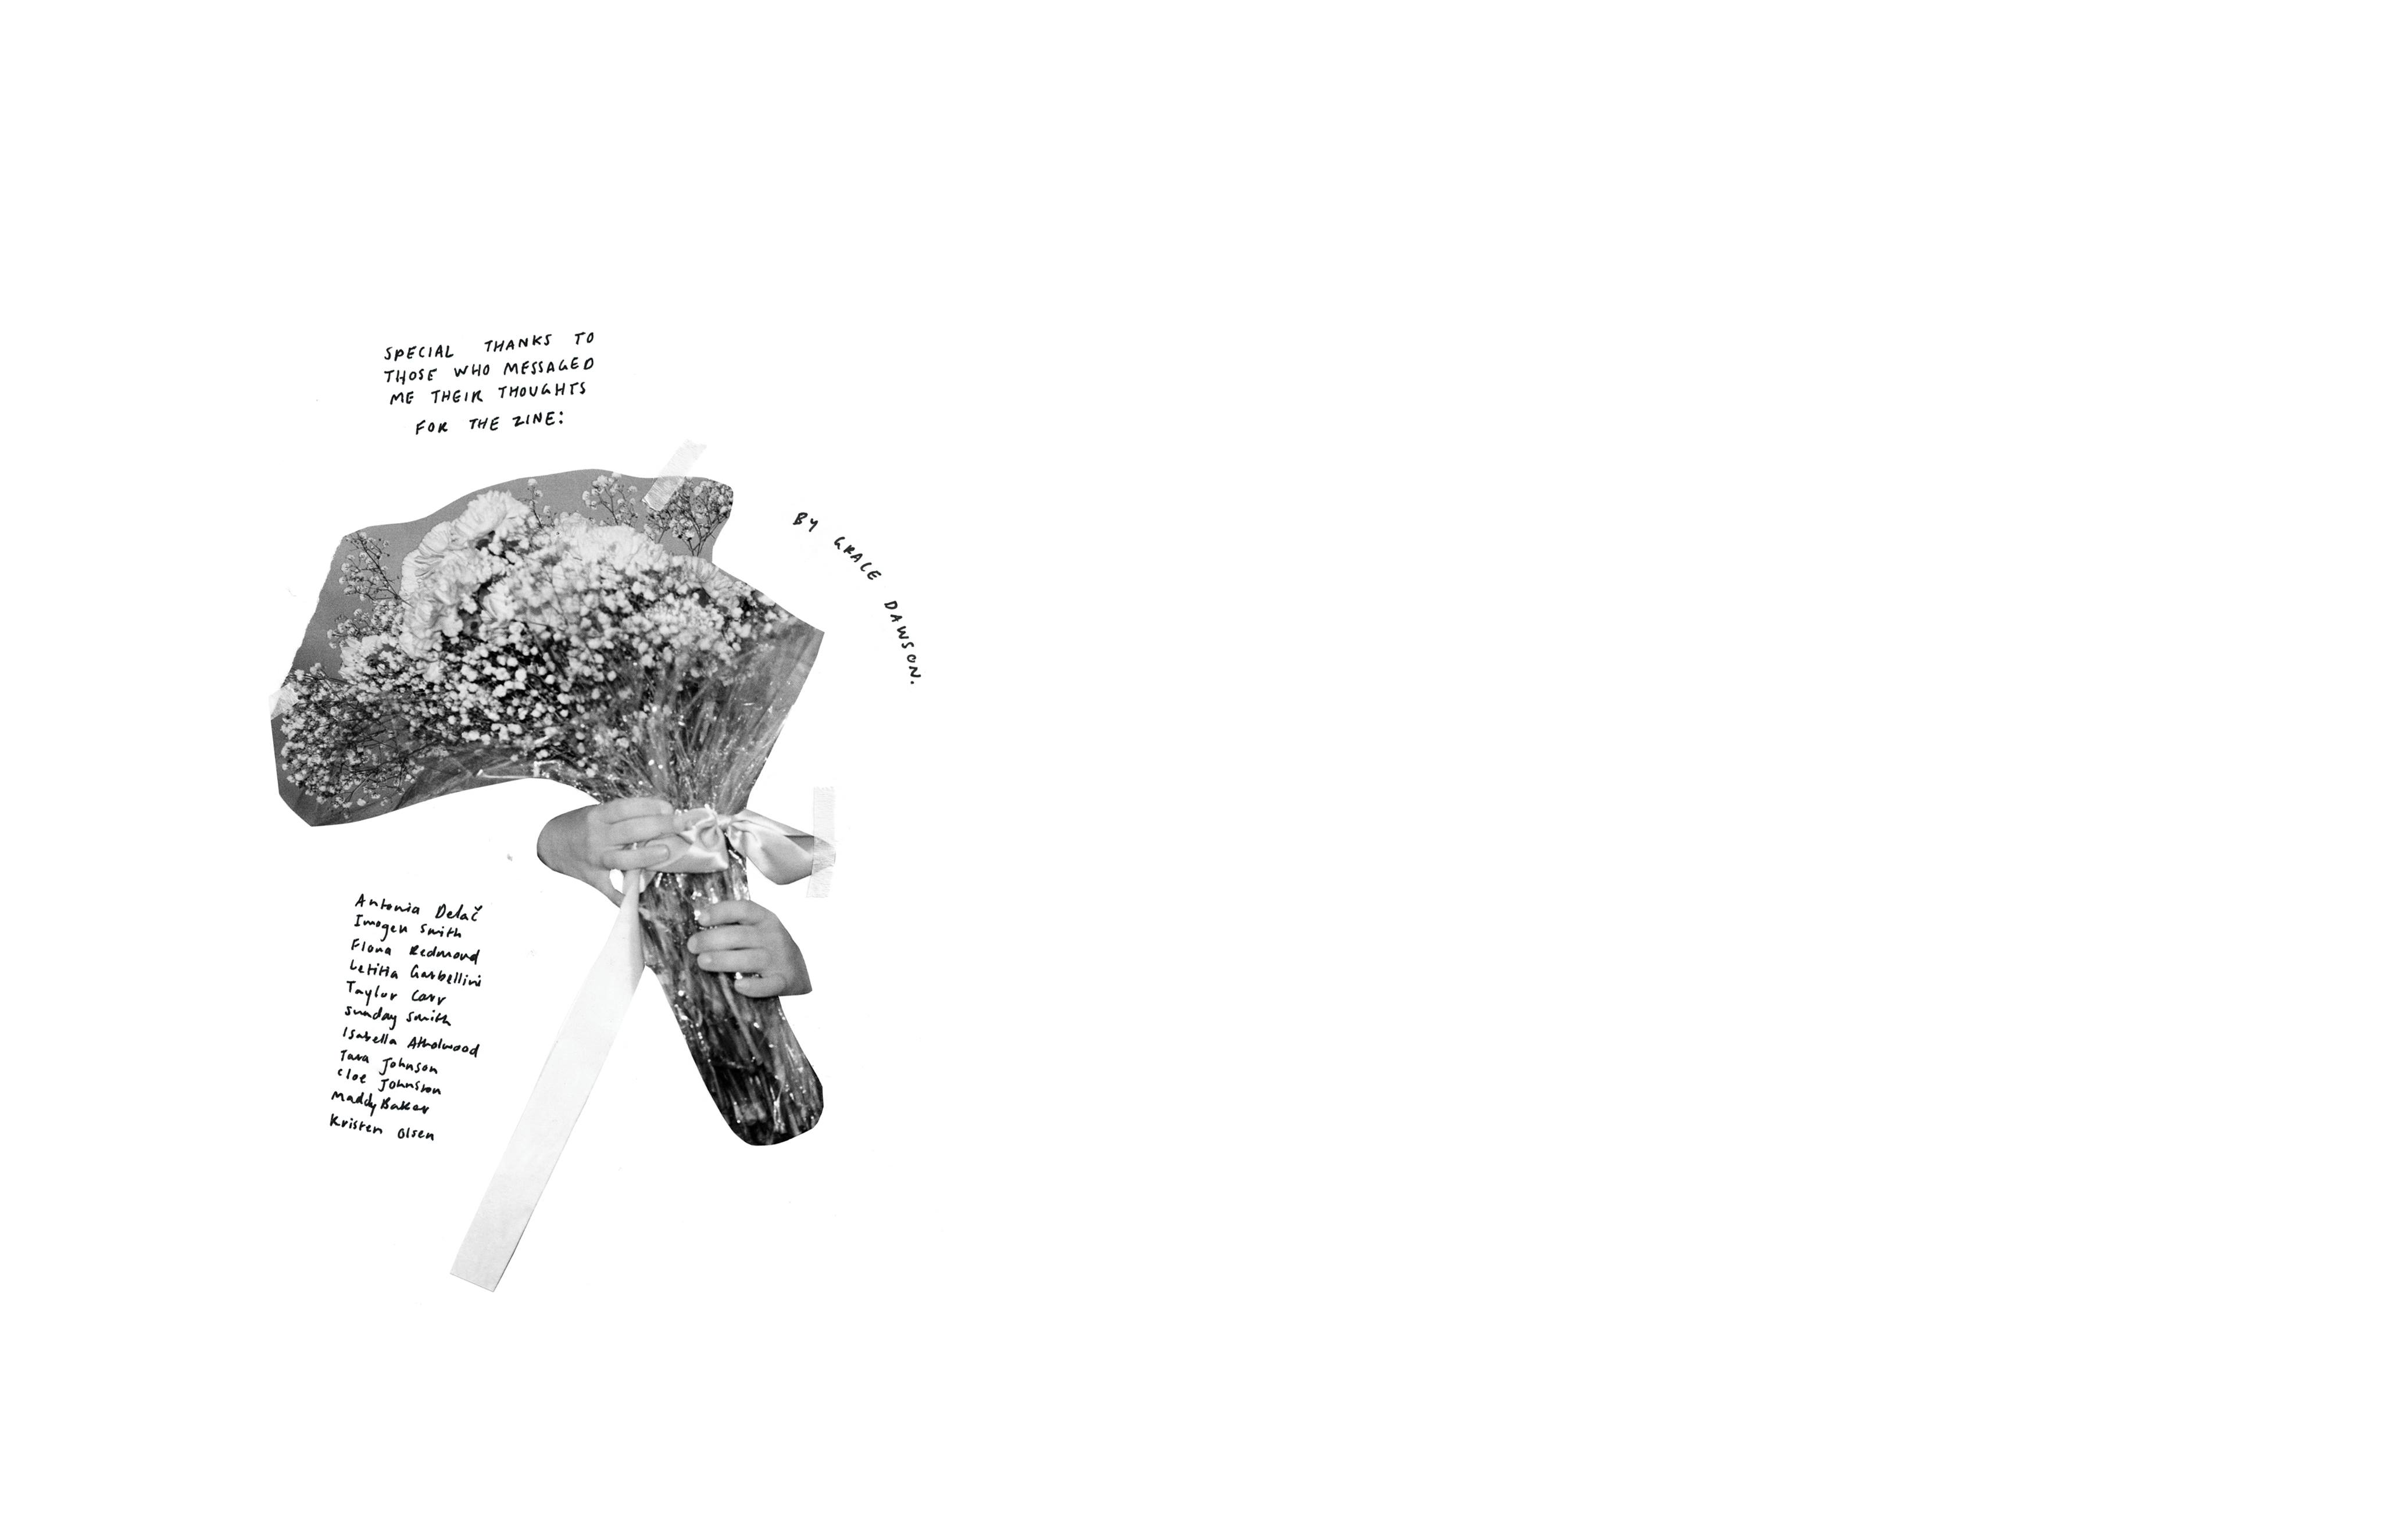 SPECIAL THANKS TO
THOSE WHO MESSAGED
ME THEIR THOUGHTS
FOR THE ZINE:
BY GRACE DAWSON.
Antonia Delač
Imogen Smith
Fiona Redmond
Letitia Garbellini
Taylor Carr
Sunday Smith
Isabella Atholwood
Tara Johnson
Cloe Johnston
Maddy Baker
Kristen Olsen